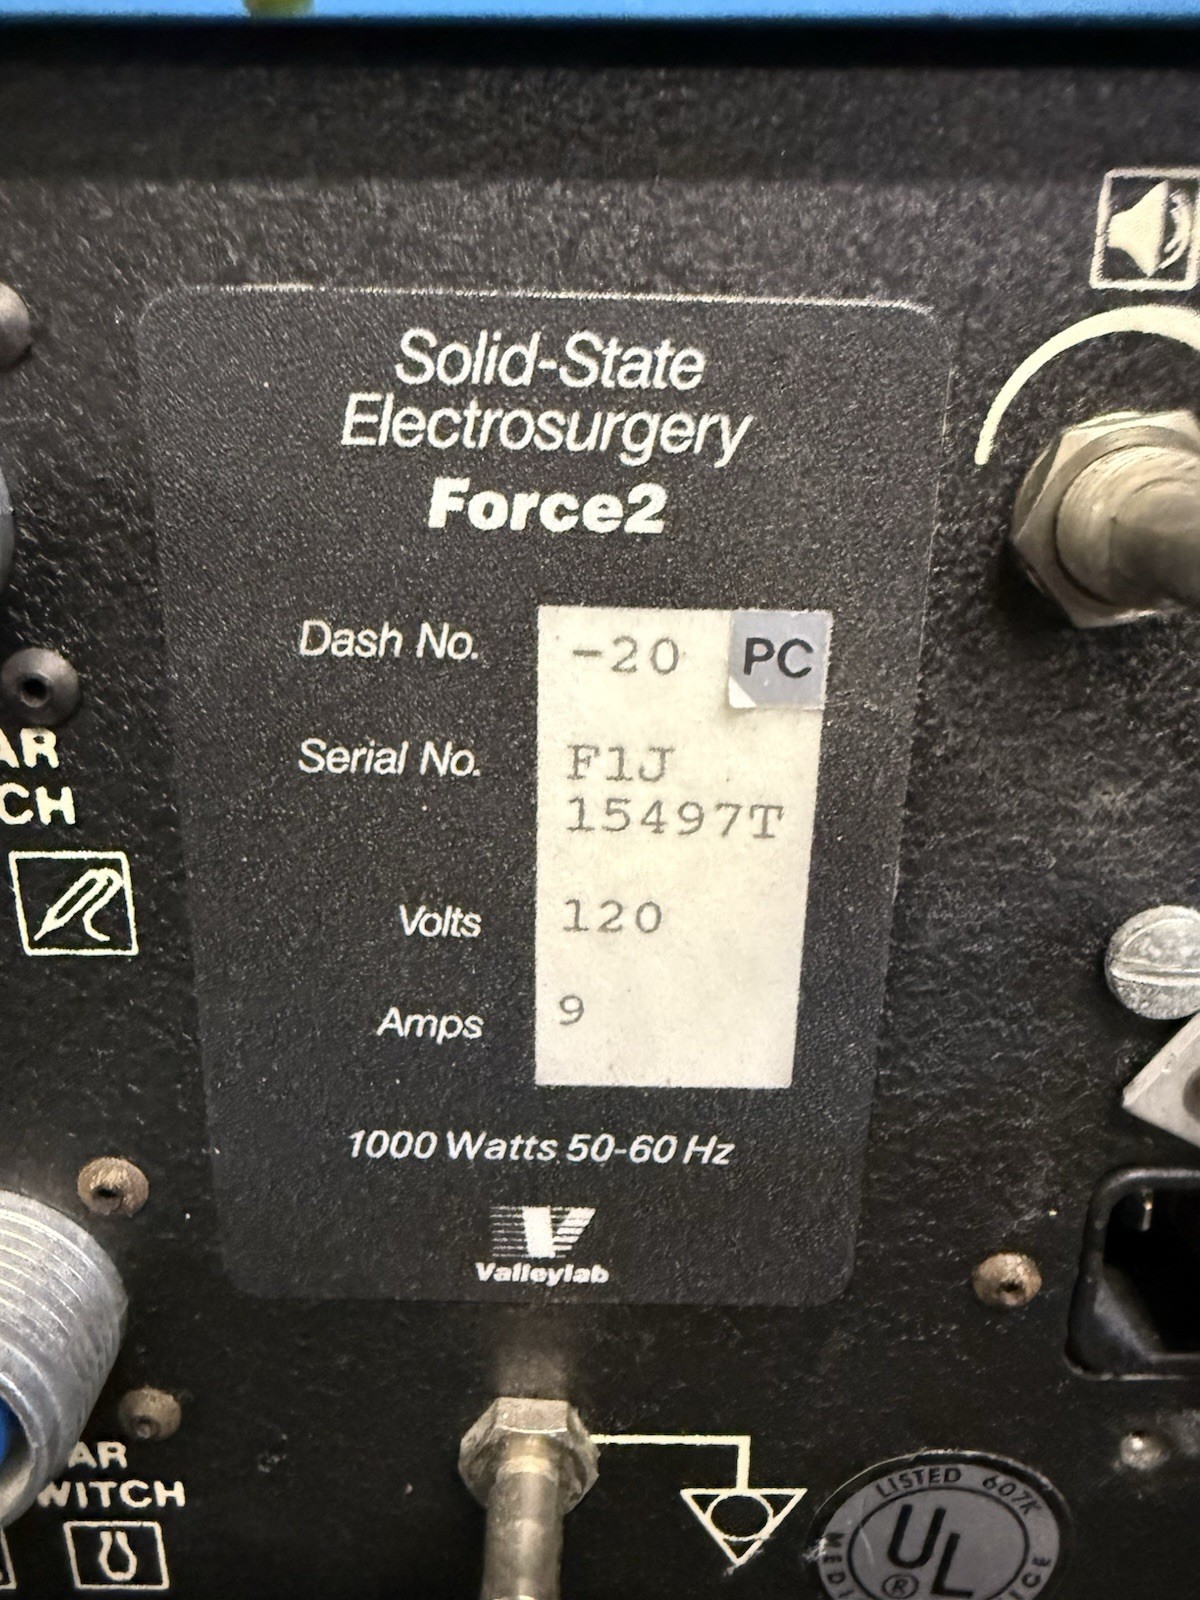 Solid-State
Electrosurgery
Force2
Dash No. -20 PC
Serial No. F1J
15497T
Volts 120
Amps 9
1000 Watts 50-60 Hz
Valleylab
AR
CH
AR
WITCH
LISTED 607K
UL
®